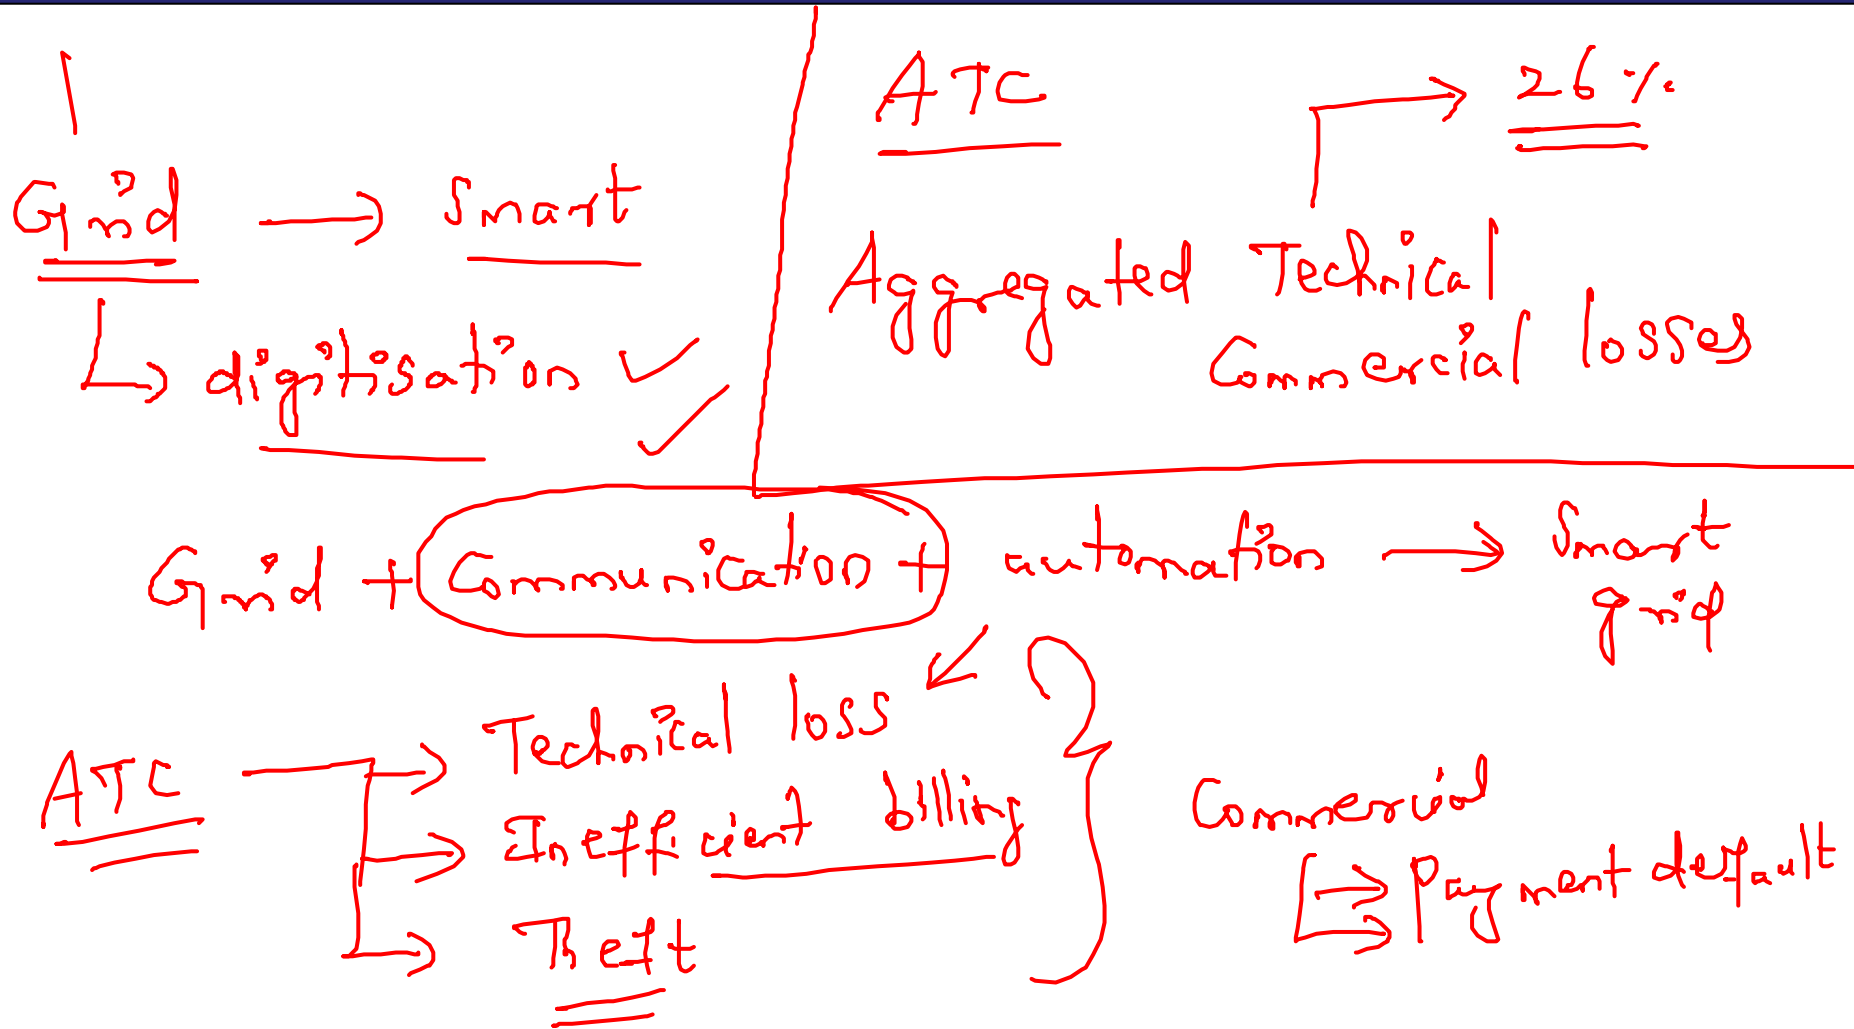 Grid → Smart
↳ digitisation ✓
✓
ATC
→ 26 %
Aggregated Technical
Commercial losses
Grid + Communication + automation → Smart
grid
ATC → Technical loss
→ Inefficient billing
→ Theft
Commercial
→ Payment default